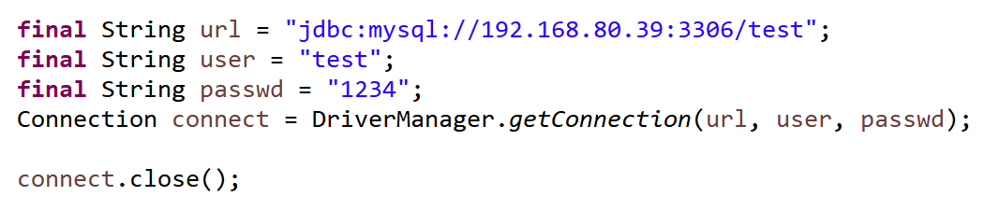 final String url = "jdbc:mysql://192.168.80.39:3306/test";
final String user = "test";
final String passwd = "1234";
Connection connect = DriverManager.getConnection(url, user, passwd);
connect.close();